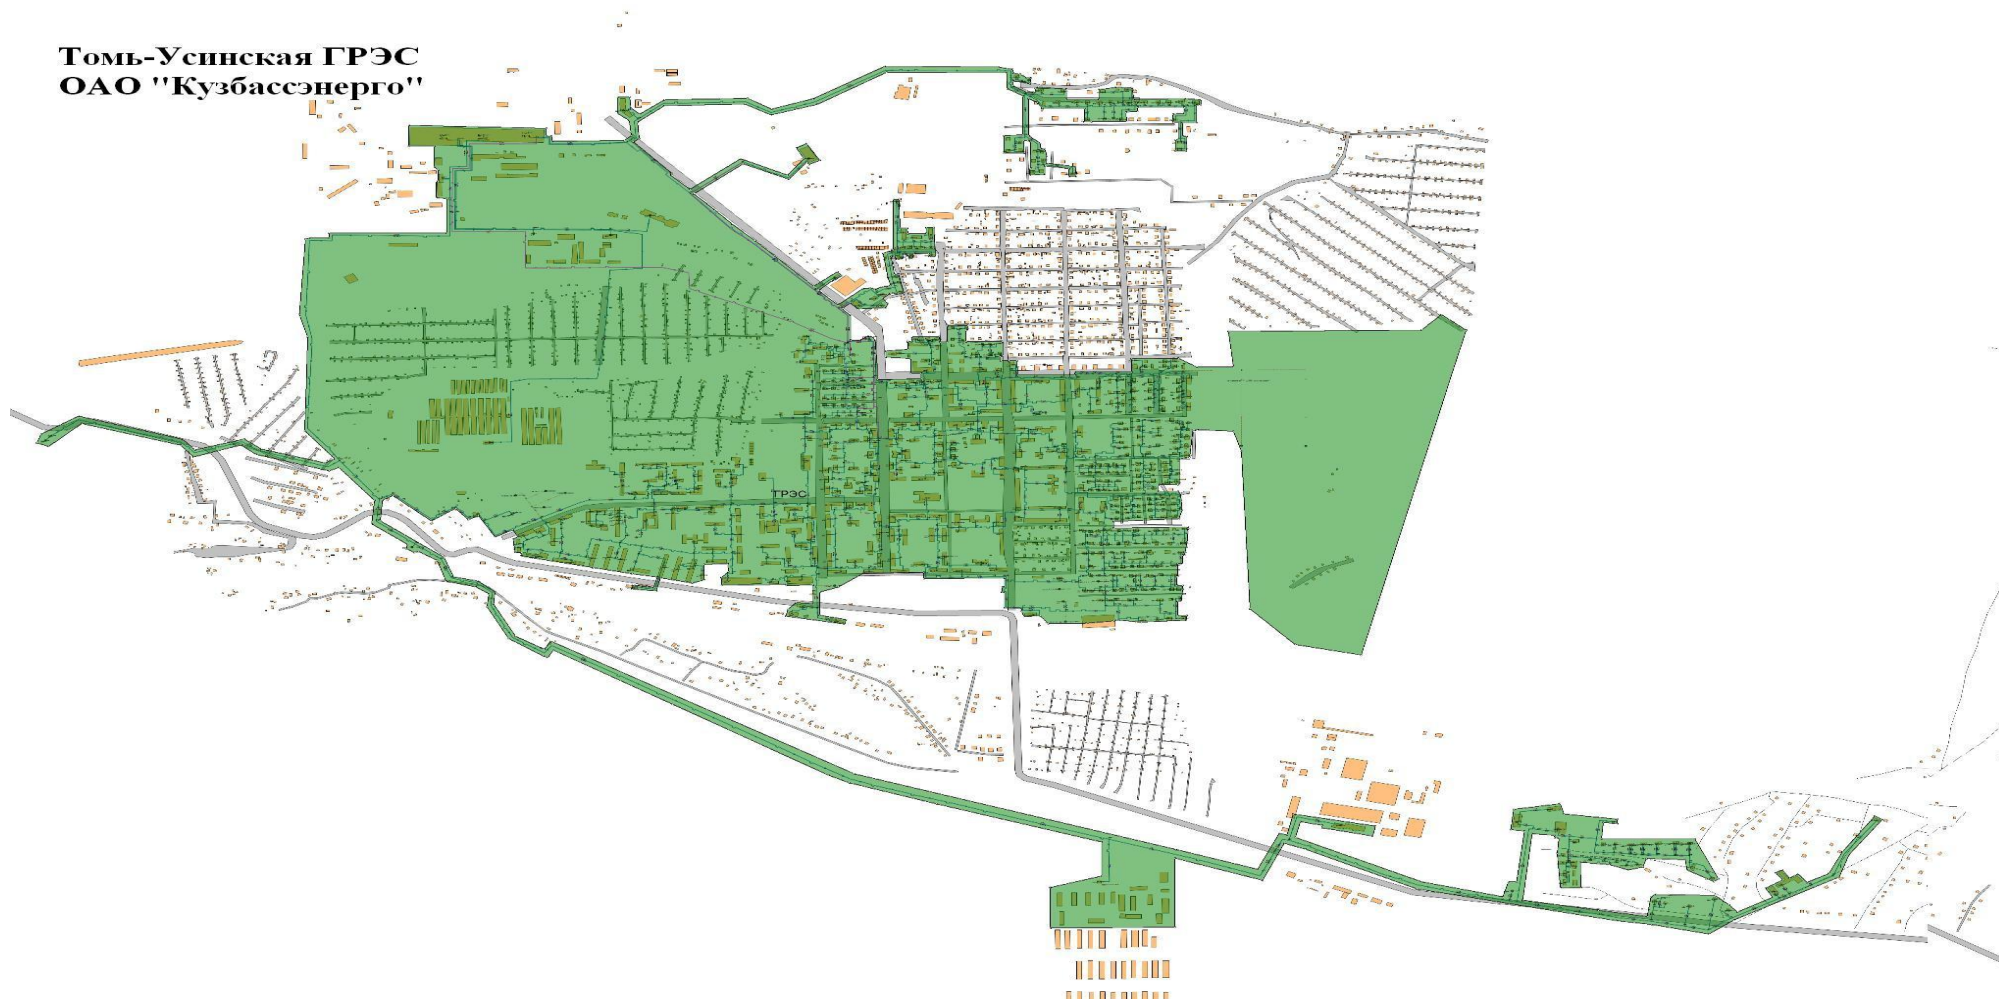 Томь-Усинская ГРЭС
ОАО "Кузбассэнерго"
ГРЭС